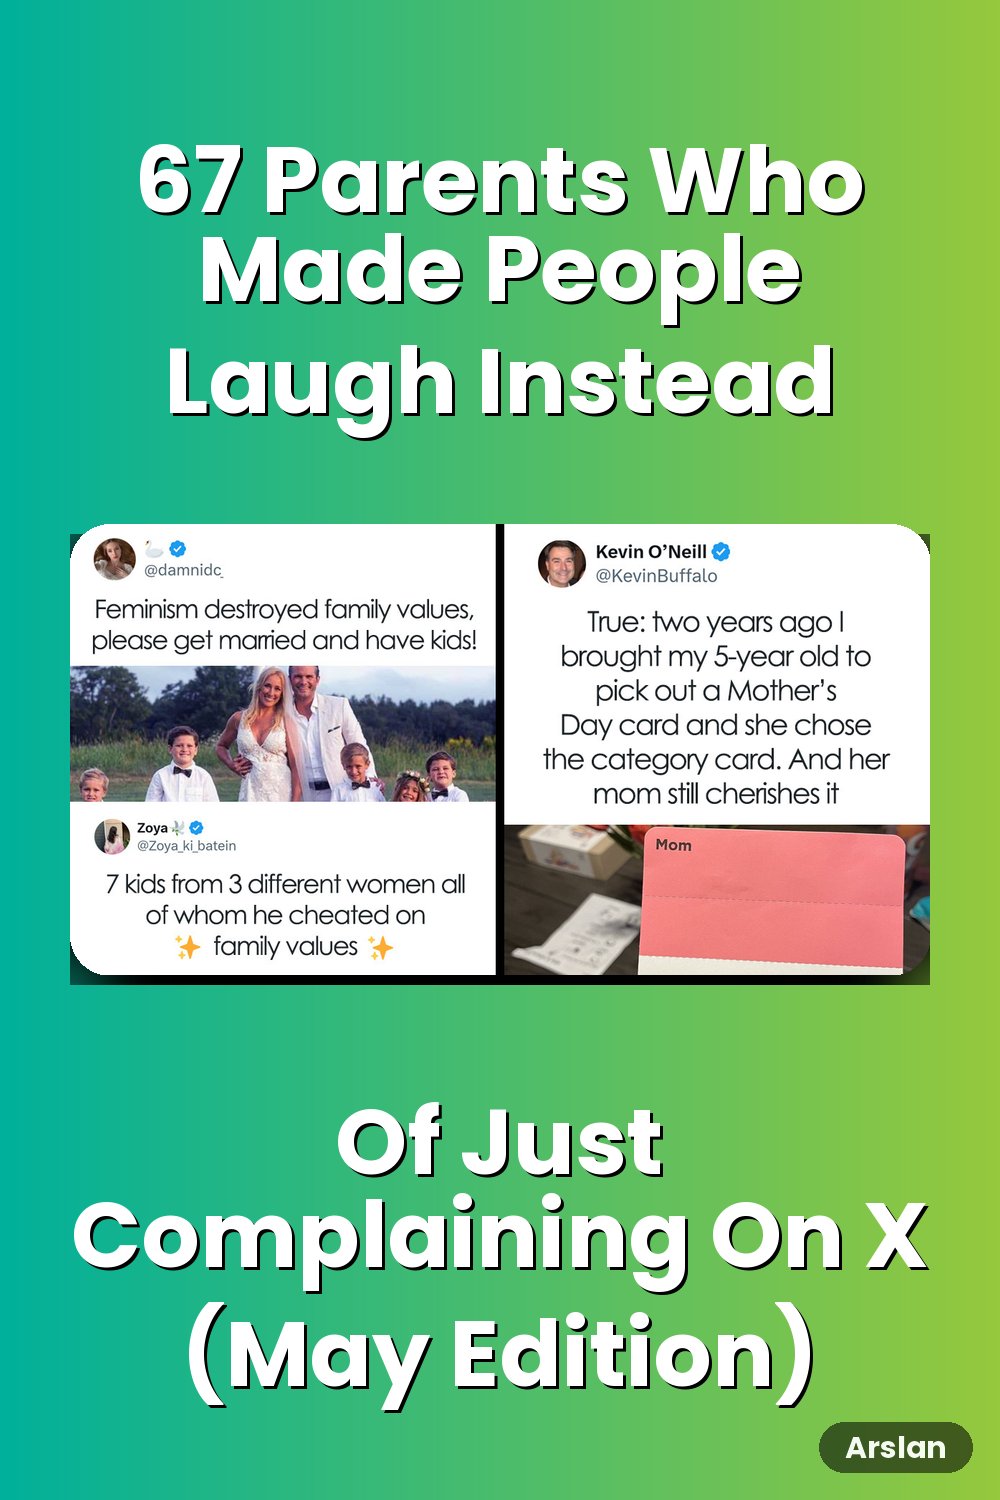 67 Parents Who
Made People
Laugh Instead
@damnidc_
Feminism destroyed family values,
please get married and have kids!
Zoya
@Zoya_ki_batein
7 kids from 3 different women all
of whom he cheated on
✨ family values ✨
Kevin O’Neill
@KevinBuffalo
True: two years ago I
brought my 5-year old to
pick out a Mother’s
Day card and she chose
the category card. And her
mom still cherishes it
Mom
Of Just
Complaining On X
(May Edition)
Arslan